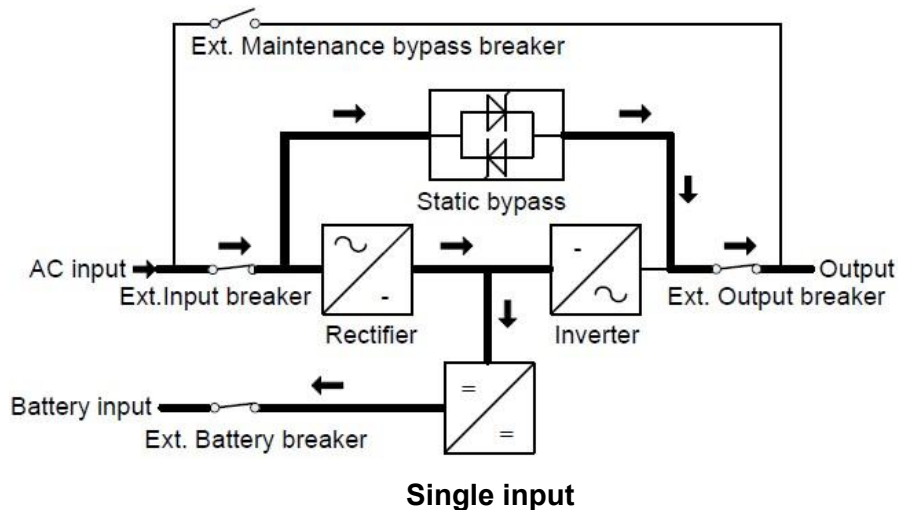 Ext. Maintenance bypass breaker
Static bypass
AC input
Output
Ext.Input breaker
Ext. Output breaker
Rectifier
Inverter
Battery input
Ext. Battery breaker
Single input